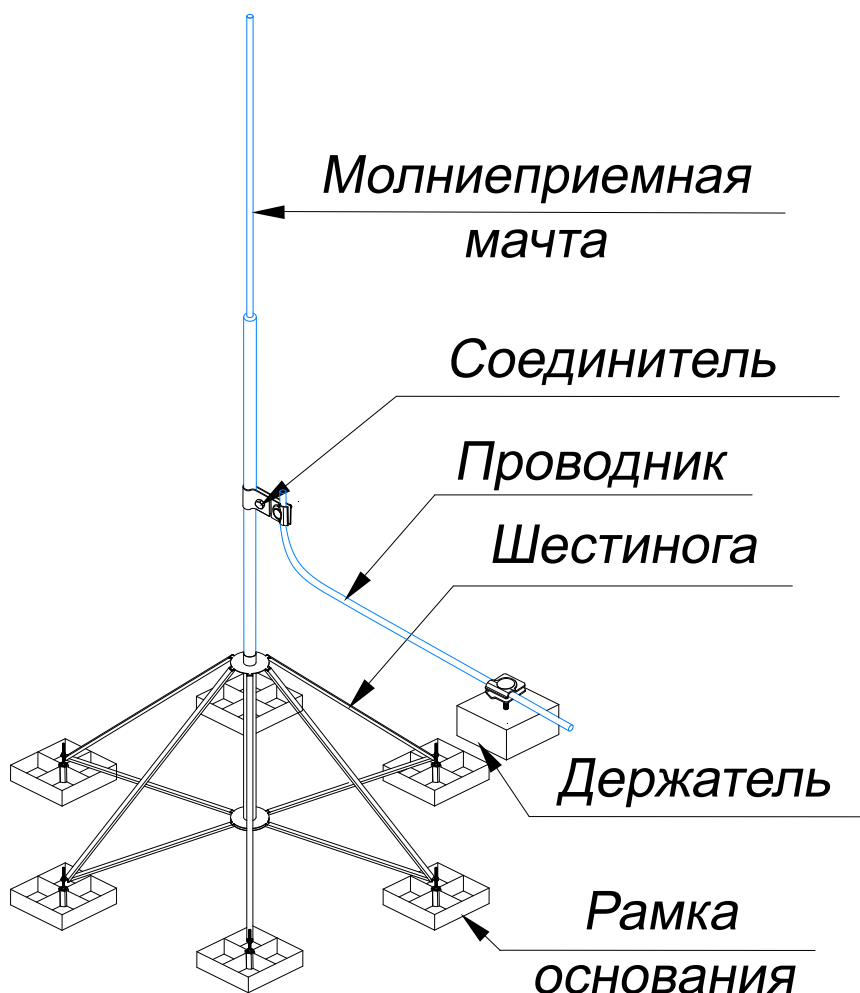 Молниеприемная
мачта
Соединитель
Проводник
Шестинога
Держатель
Рамка
основания